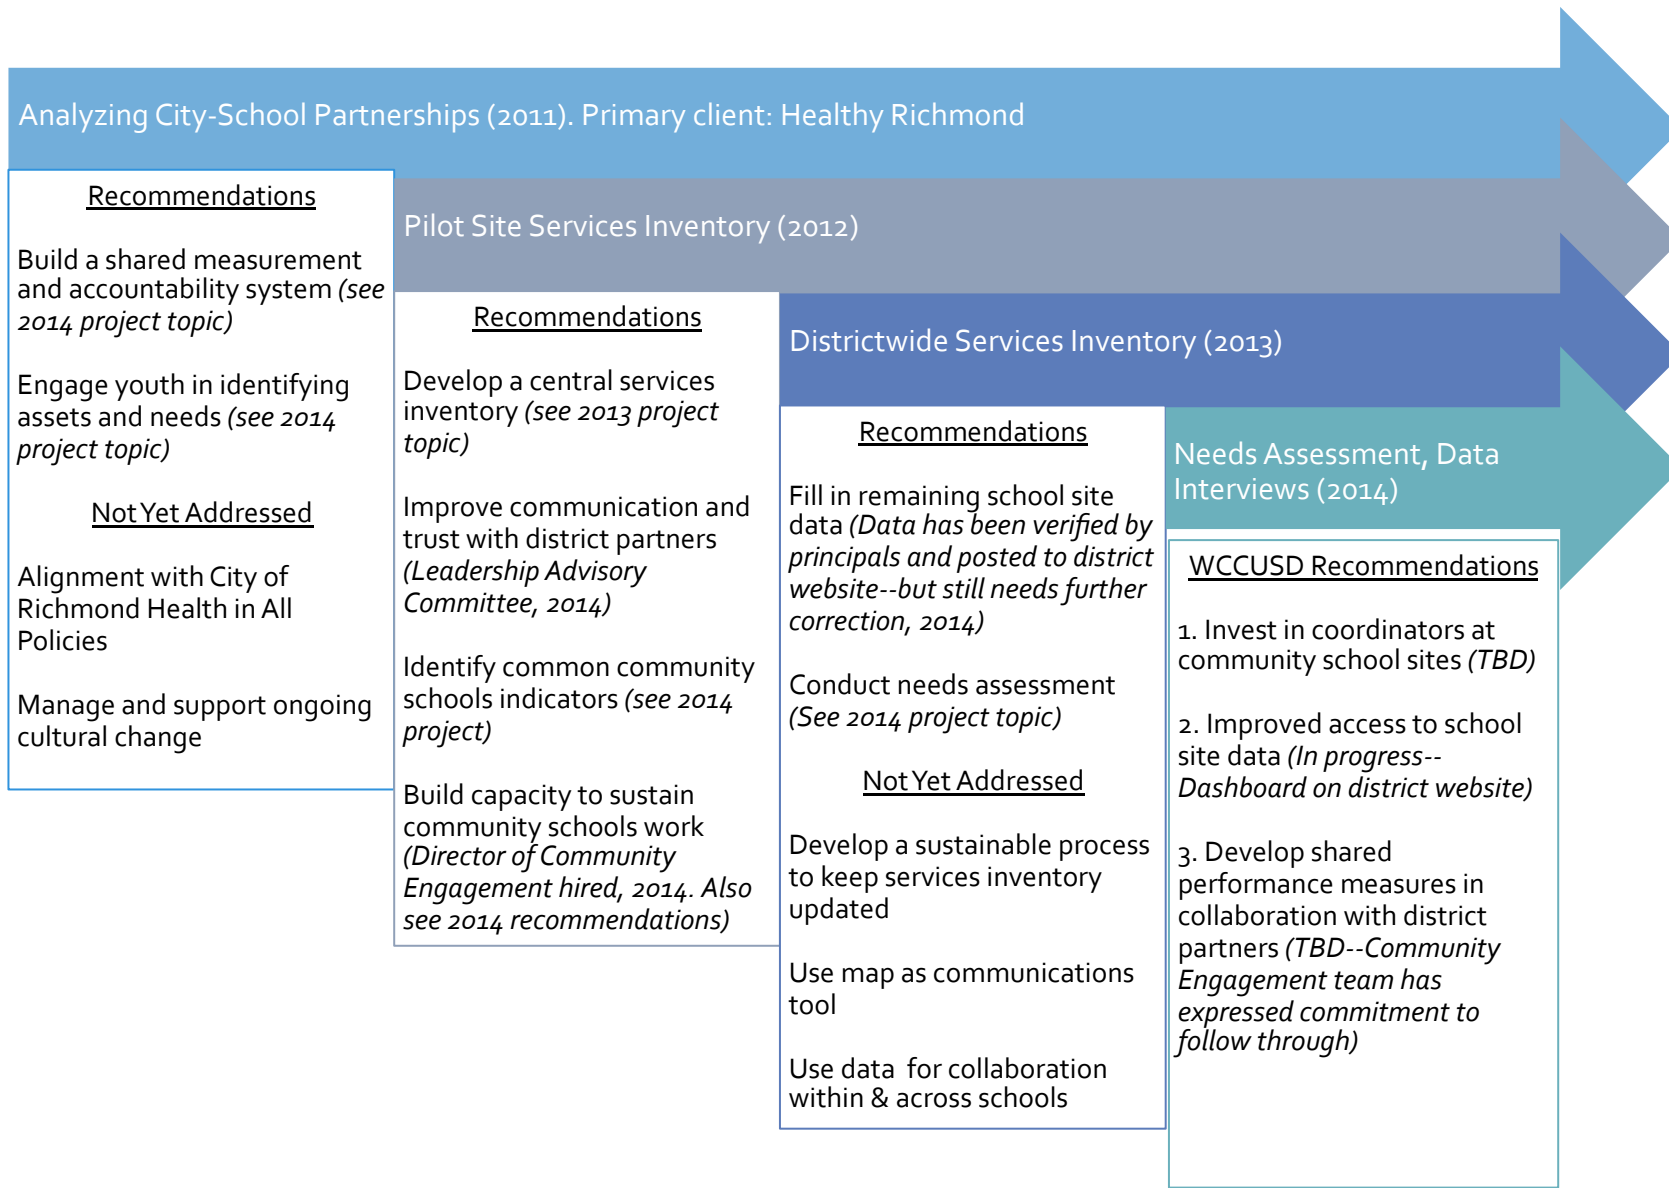 Analyzing City-School Partnerships (2011). Primary client: Healthy Richmond
Recommendations
Build a shared measurement
and accountability system (see
2014 project topic)
Engage youth in identifying
assets and needs (see 2014
project topic)
Not Yet Addressed
Alignment with City of
Richmond Health in All
Policies
Manage and support ongoing
cultural change
Pilot Site Services Inventory (2012)
Recommendations
Develop a central services
inventory (see 2013 project
topic)
Improve communication and
trust with district partners
(Leadership Advisory
Committee, 2014)
Identify common community
schools indicators (see 2014
project)
Build capacity to sustain
community schools work
(Director of Community
Engagement hired, 2014. Also
see 2014 recommendations)
Districtwide Services Inventory (2013)
Recommendations
Fill in remaining school site
data (Data has been verified by
principals and posted to district
website--but still needs further
correction, 2014)
Conduct needs assessment
(See 2014 project topic)
Not Yet Addressed
Develop a sustainable process
to keep services inventory
updated
Use map as communications
tool
Use data  for collaboration
within & across schools
Needs Assessment, Data
Interviews (2014)
WCCUSD Recommendations
1. Invest in coordinators at
community school sites (TBD)
2. Improved access to school
site data (In progress--
Dashboard on district website)
3. Develop shared
performance measures in
collaboration with district
partners (TBD--Community
Engagement team has
expressed commitment to
follow through)